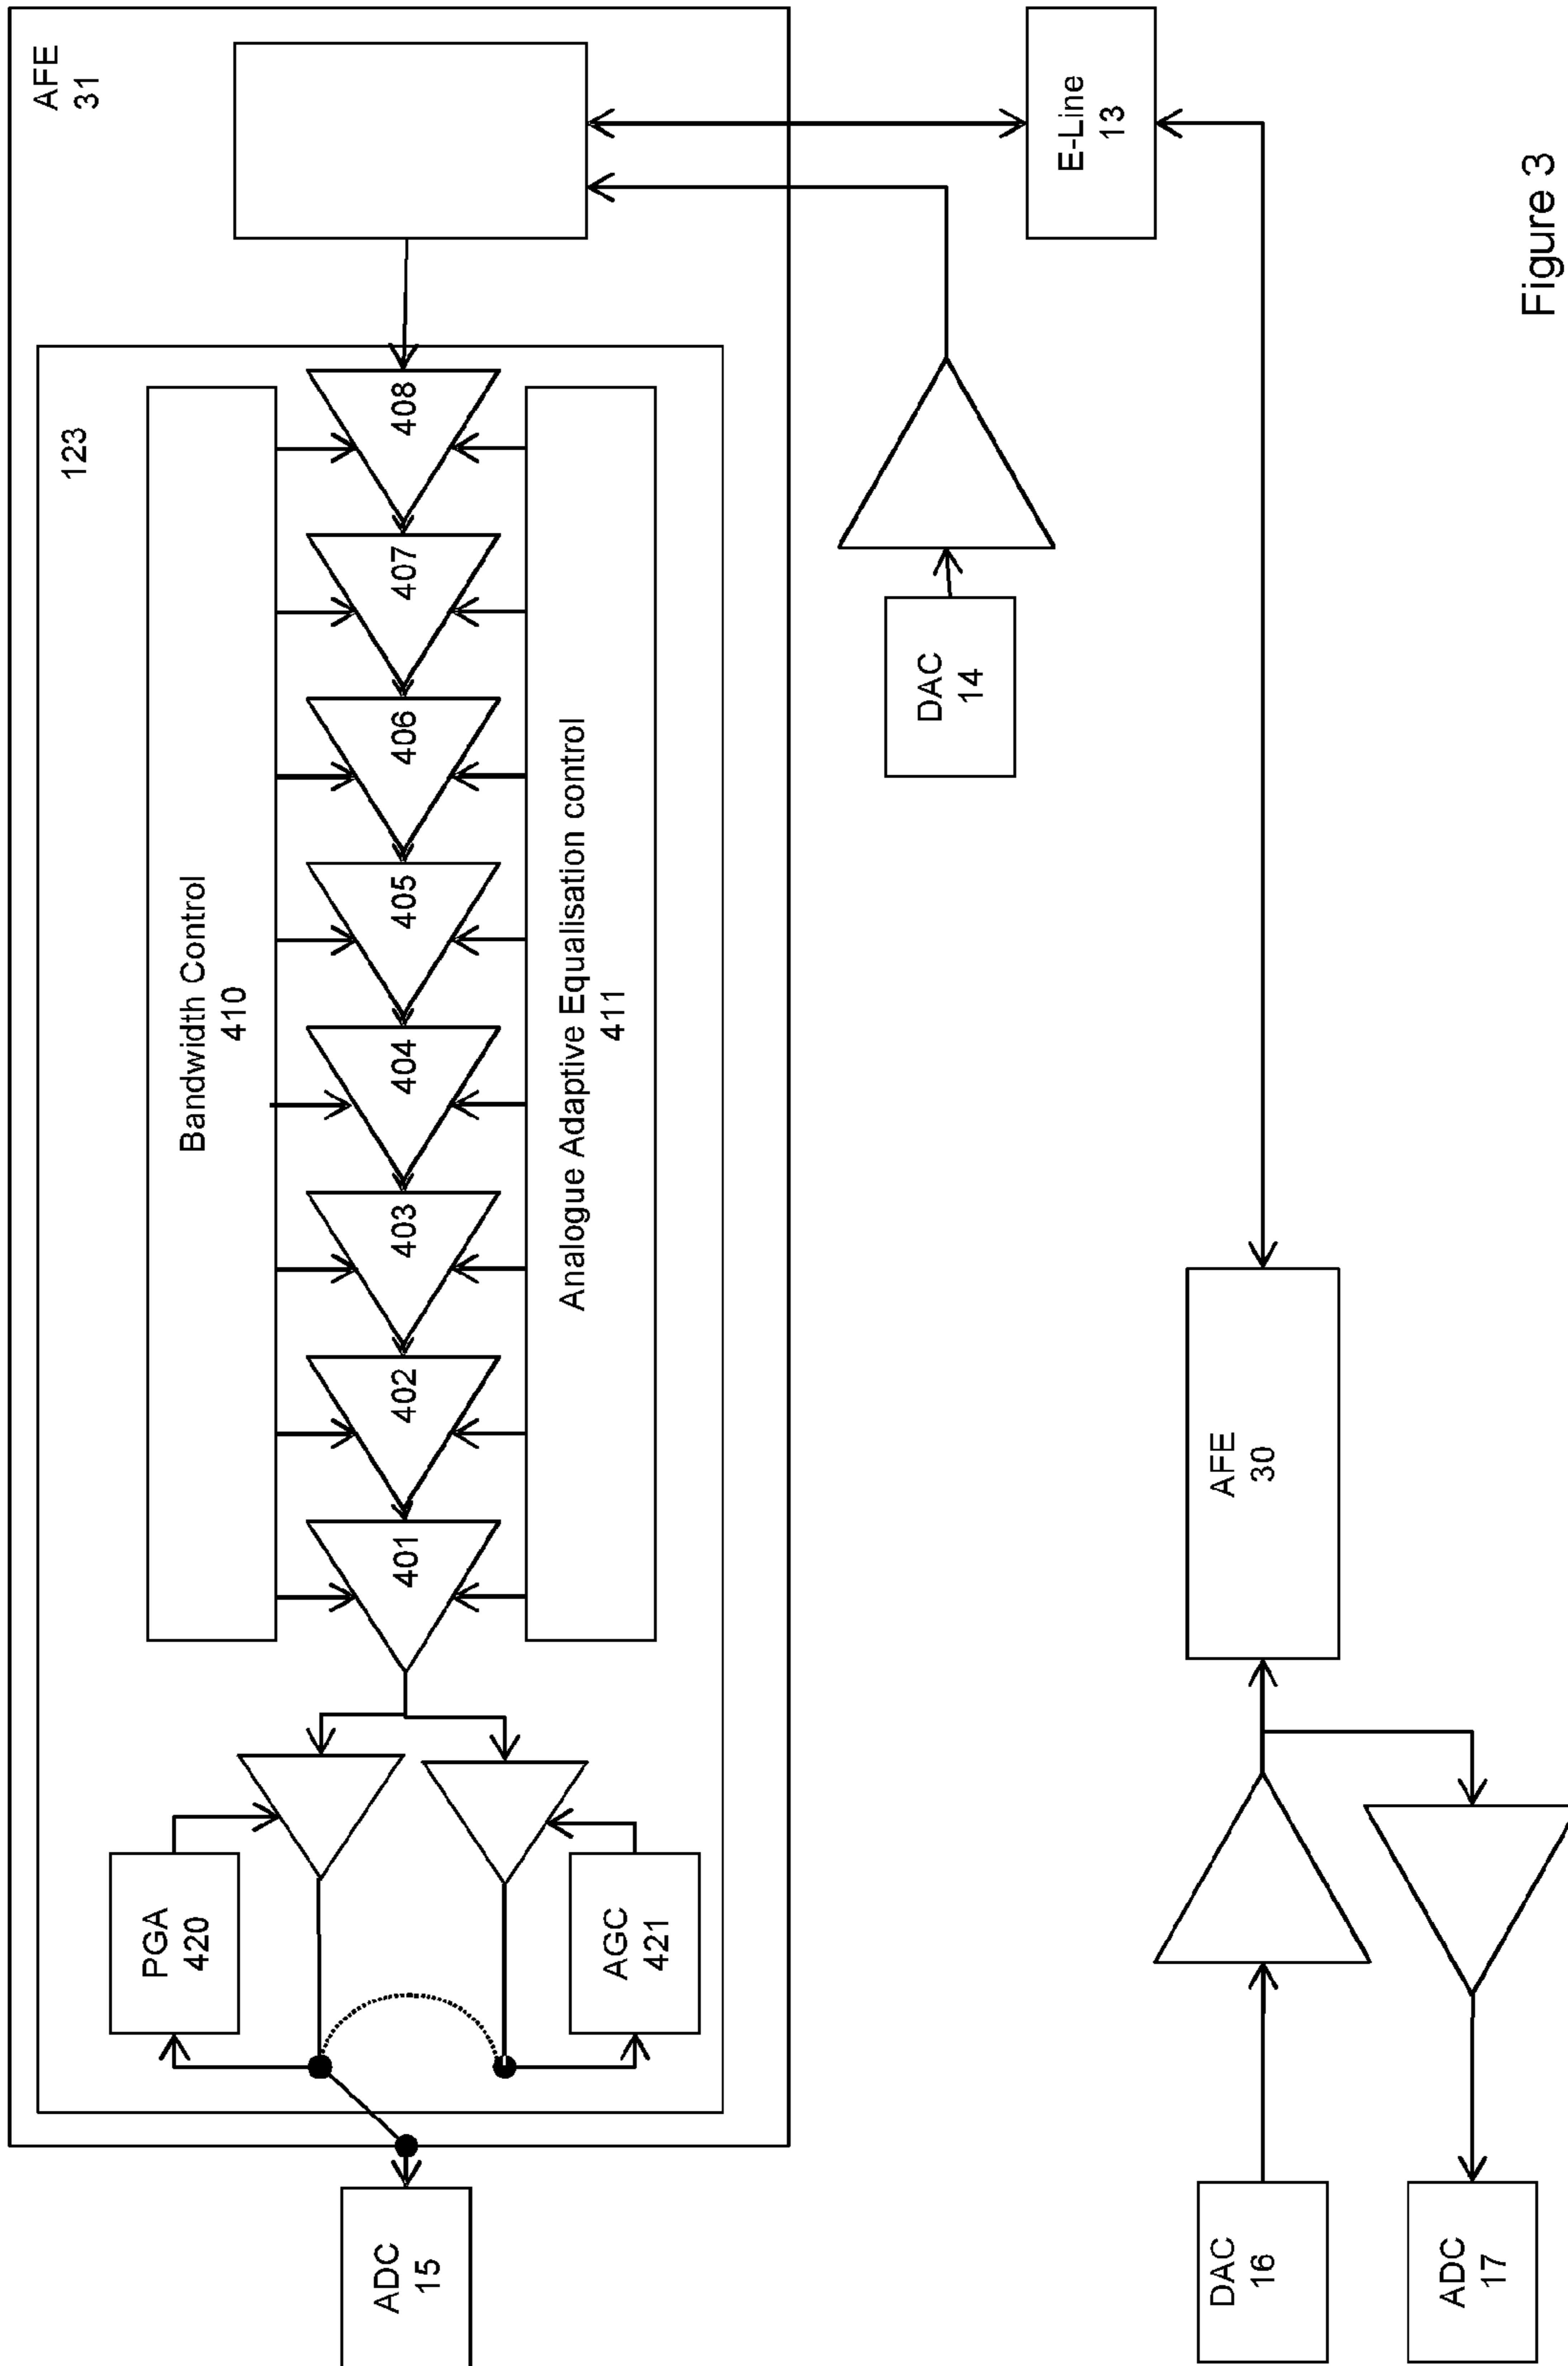 AFE
31
123
PGA
420
Bandwidth Control
410
ADC
15
401
402
403
404
405
406
407
408
AGC
421
Analogue Adaptive Equalisation control
411
DAC
14
E-Line
13
DAC
16
AFE
30
ADC
17
Figure 3